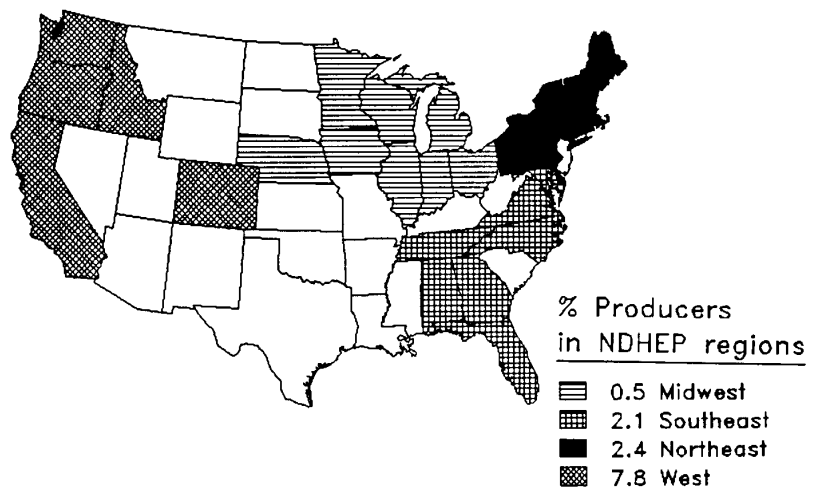 % Producers
in NDHEP regions
0.5 Midwest
2.1 Southeast
2.4 Northeast
7.8 West